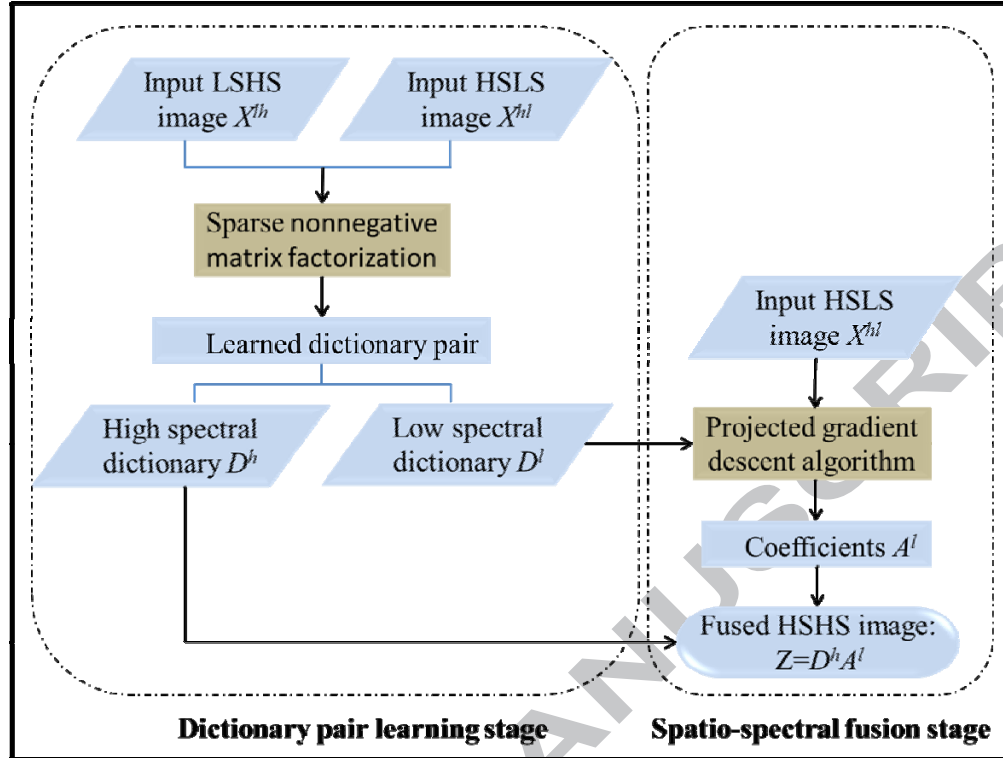 Input LSHS
image X^lh
Input HSLS
image X^hl
Sparse nonnegative
matrix factorization
Learned dictionary pair
High spectral
dictionary D^h
Low spectral
dictionary D^l
Input HSLS
image X^hl
Projected gradient
descent algorithm
Coefficients A^l
Fused HSHS image:
Z=D^hA^l
Dictionary pair learning stage
Spatio-spectral fusion stage
ANUSCRIP